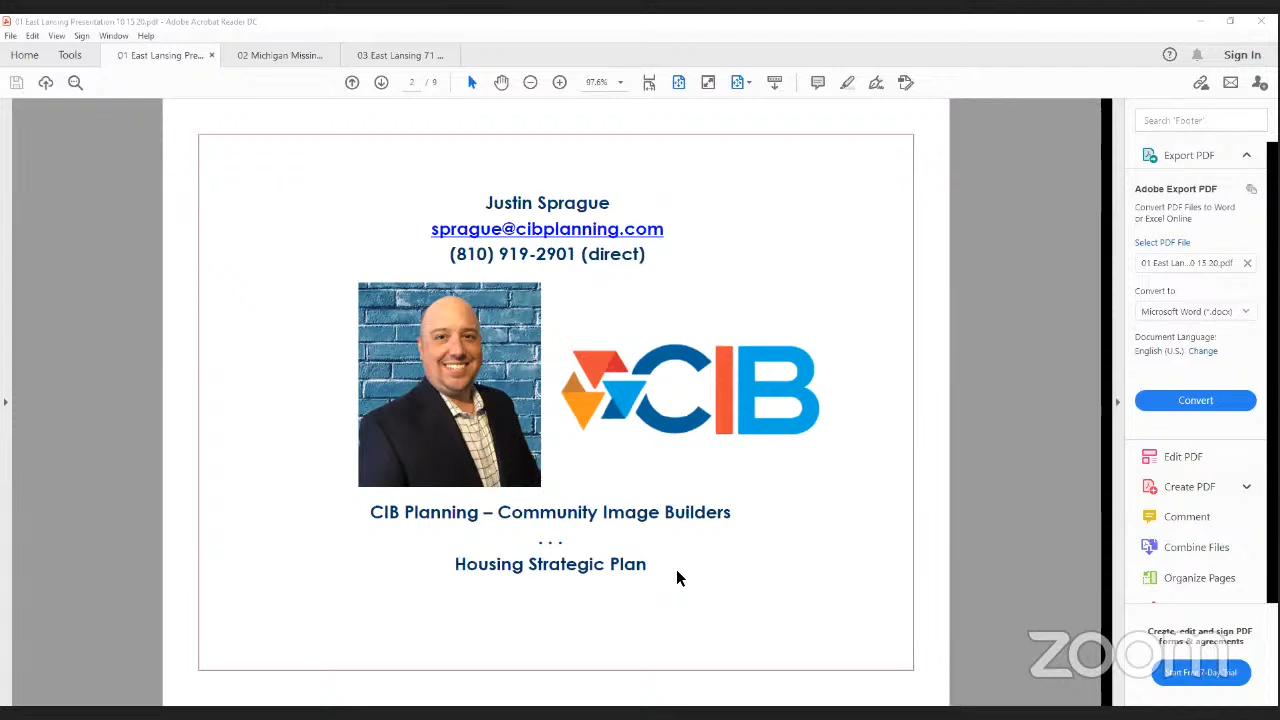 01 East Lansing Presentation 10 15 20.pdf - Adobe Acrobat Reader DC
File Edit View Sign Window Help
Home Tools 01 East Lansing Pre... × 02 Michigan Missin... 03 East Lansing 71 ... Sign In
2 / 9 97.6%
Search 'Footer'
Export PDF
Adobe Export PDF
Convert PDF Files to Word
or Excel Online
Select PDF File
01 East Lan...0 15 20.pdf
Convert to
Microsoft Word (*.docx)
Document Language:
English (U.S.) Change
Convert
Edit PDF
Create PDF
Comment
Combine Files
Organize Pages
Create, edit and sign PDF
forms & agreements
Start Free 7-Day Trial
Justin Sprague
sprague@cibplanning.com
(810) 919-2901 (direct)
CIB
CIB Planning – Community Image Builders
. . .
Housing Strategic Plan
zoom